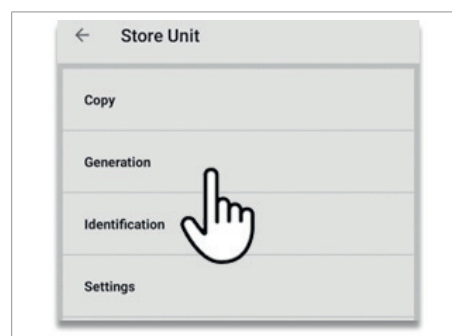 Store Unit
Copy
Generation
Identification
Settings